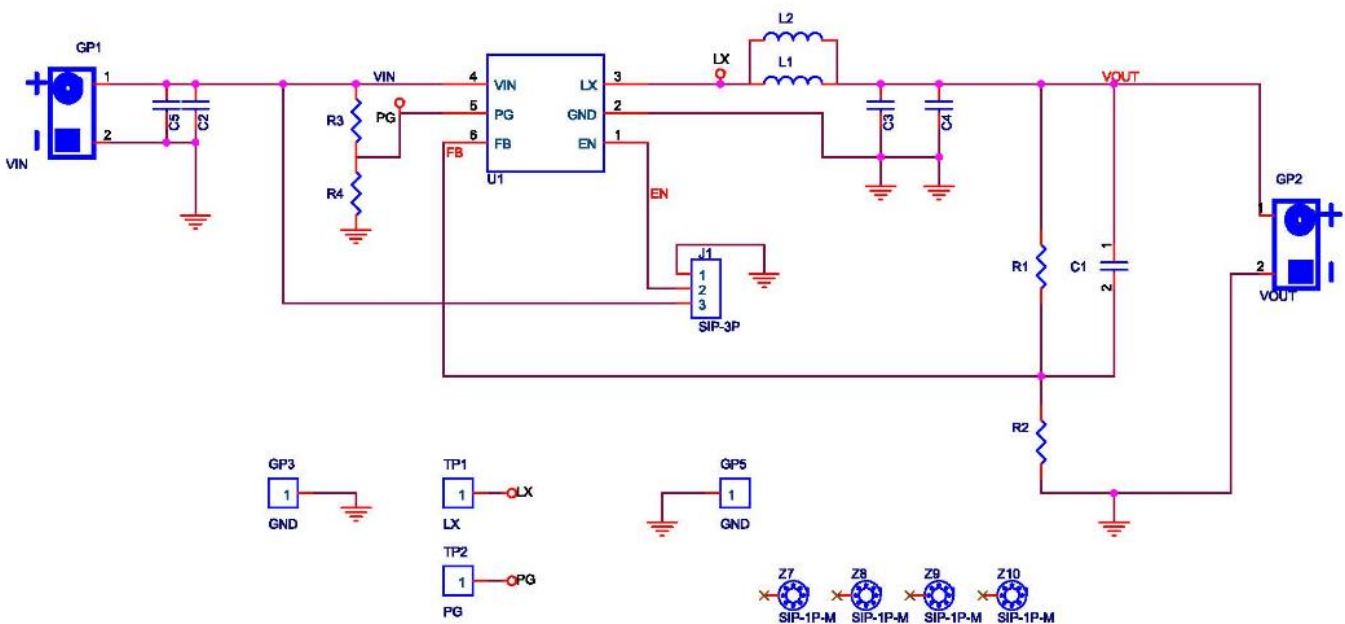 GP1
+
1
2
VIN
C5
C2
VIN
R3
R4
PG
4
5
6
FB
VIN
PG
FB
LX
GND
EN
U1
3
2
1
EN
LX
L2
L1
C3
C4
VOUT
GP2
+
1
2
VOUT
R1
C1
1
2
R2
J1
1
2
3
SIP-3P
GP3
1
GND
TP1
1
LX
LX
GP5
1
GND
TP2
1
PG
PG
Z7
Z8
Z9
Z10
SIP-1P-M
SIP-1P-M
SIP-1P-M
SIP-1P-M